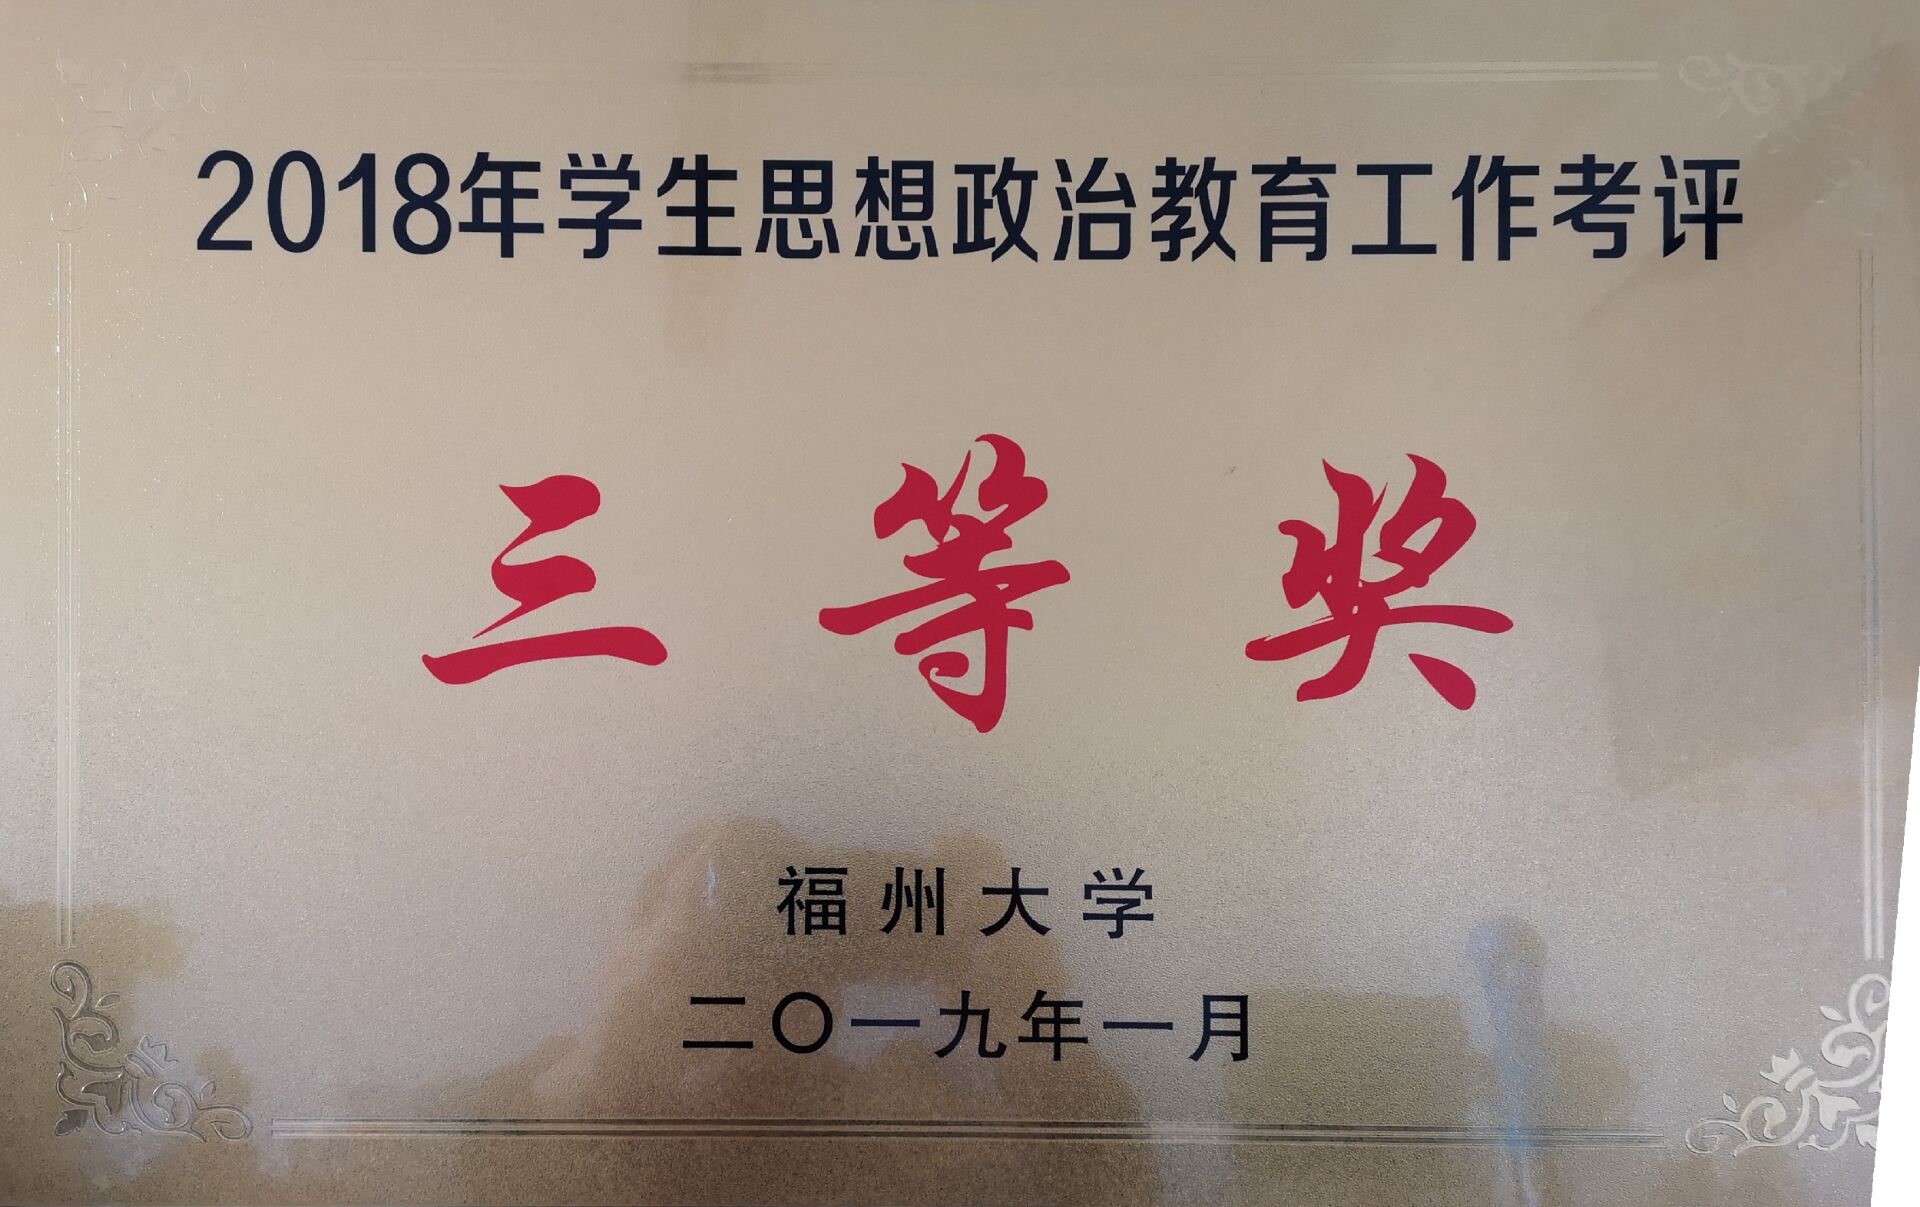 2018年学生思想政治教育工作考评
三等奖
福州大学
二〇一九年一月